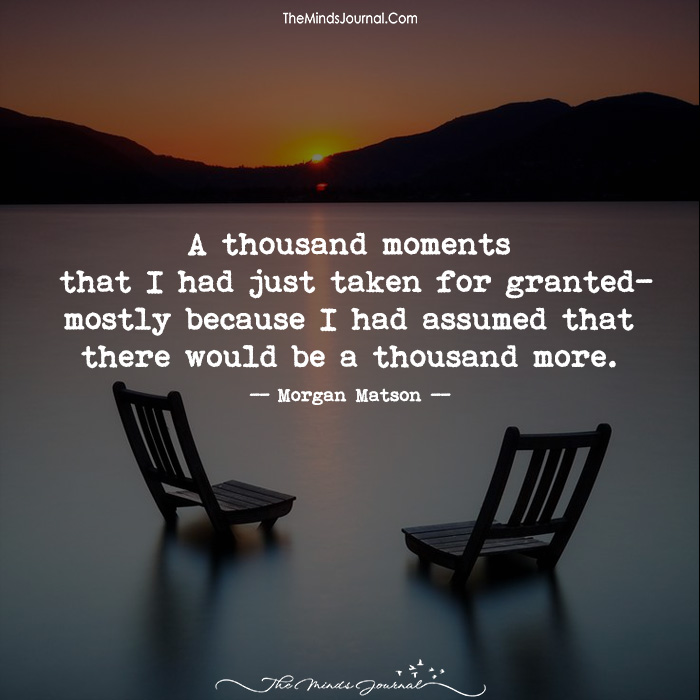 TheMindsJournal.Com
A thousand moments
that I had just taken for granted-
mostly because I had assumed that
there would be a thousand more.
-- Morgan Matson --
The Minds Journal